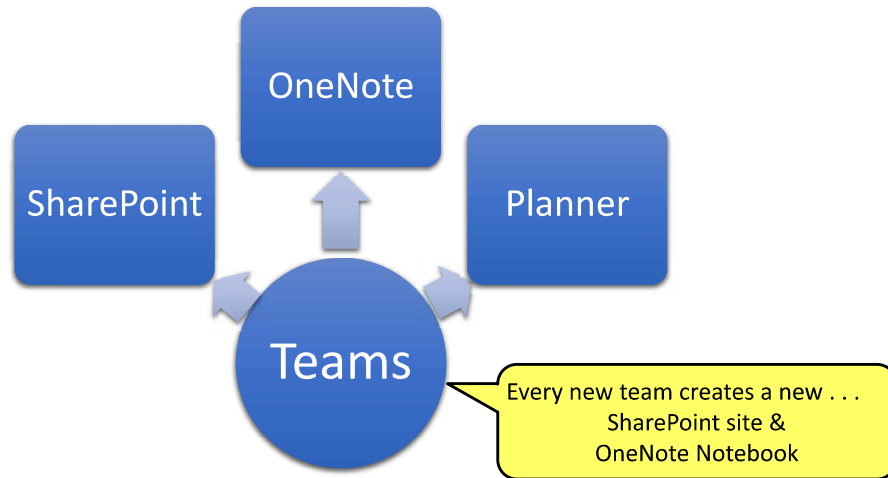 OneNote
SharePoint
Planner
Teams
Every new team creates a new . . .
SharePoint site &
OneNote Notebook